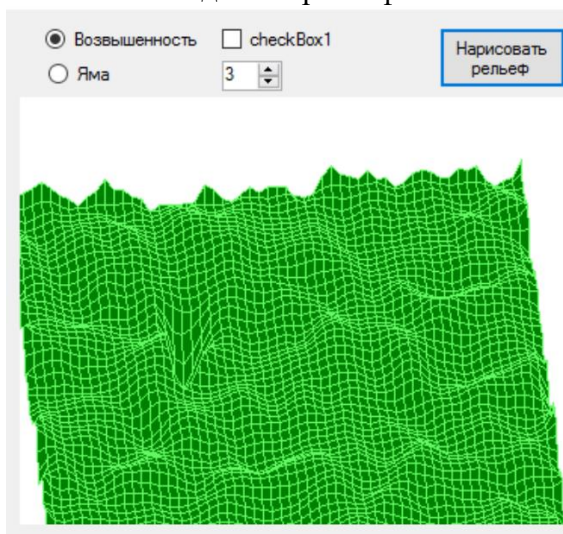 Возвышенность
checkBox1
Нарисовать
рельеф
Яма
3